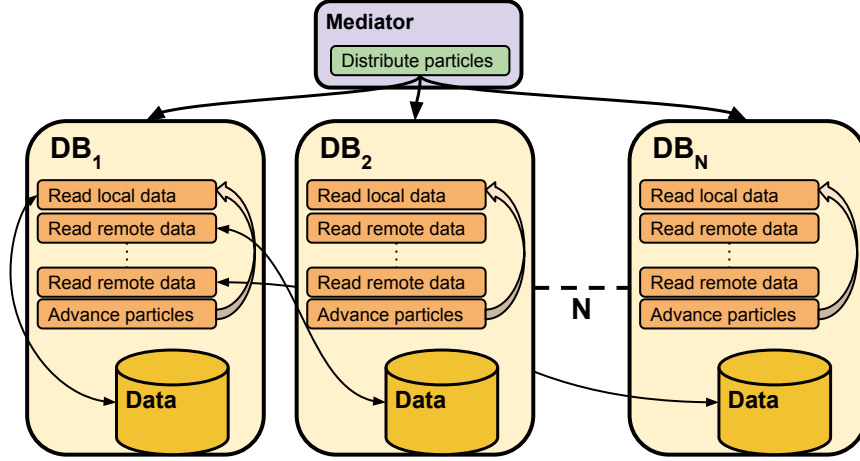 Mediator
Distribute particles
DB1
Read local data
Read remote data
Read remote data
Advance particles
Data
DB2
Read local data
Read remote data
Read remote data
Advance particles
Data
N
DBN
Read local data
Read remote data
Read remote data
Advance particles
Data